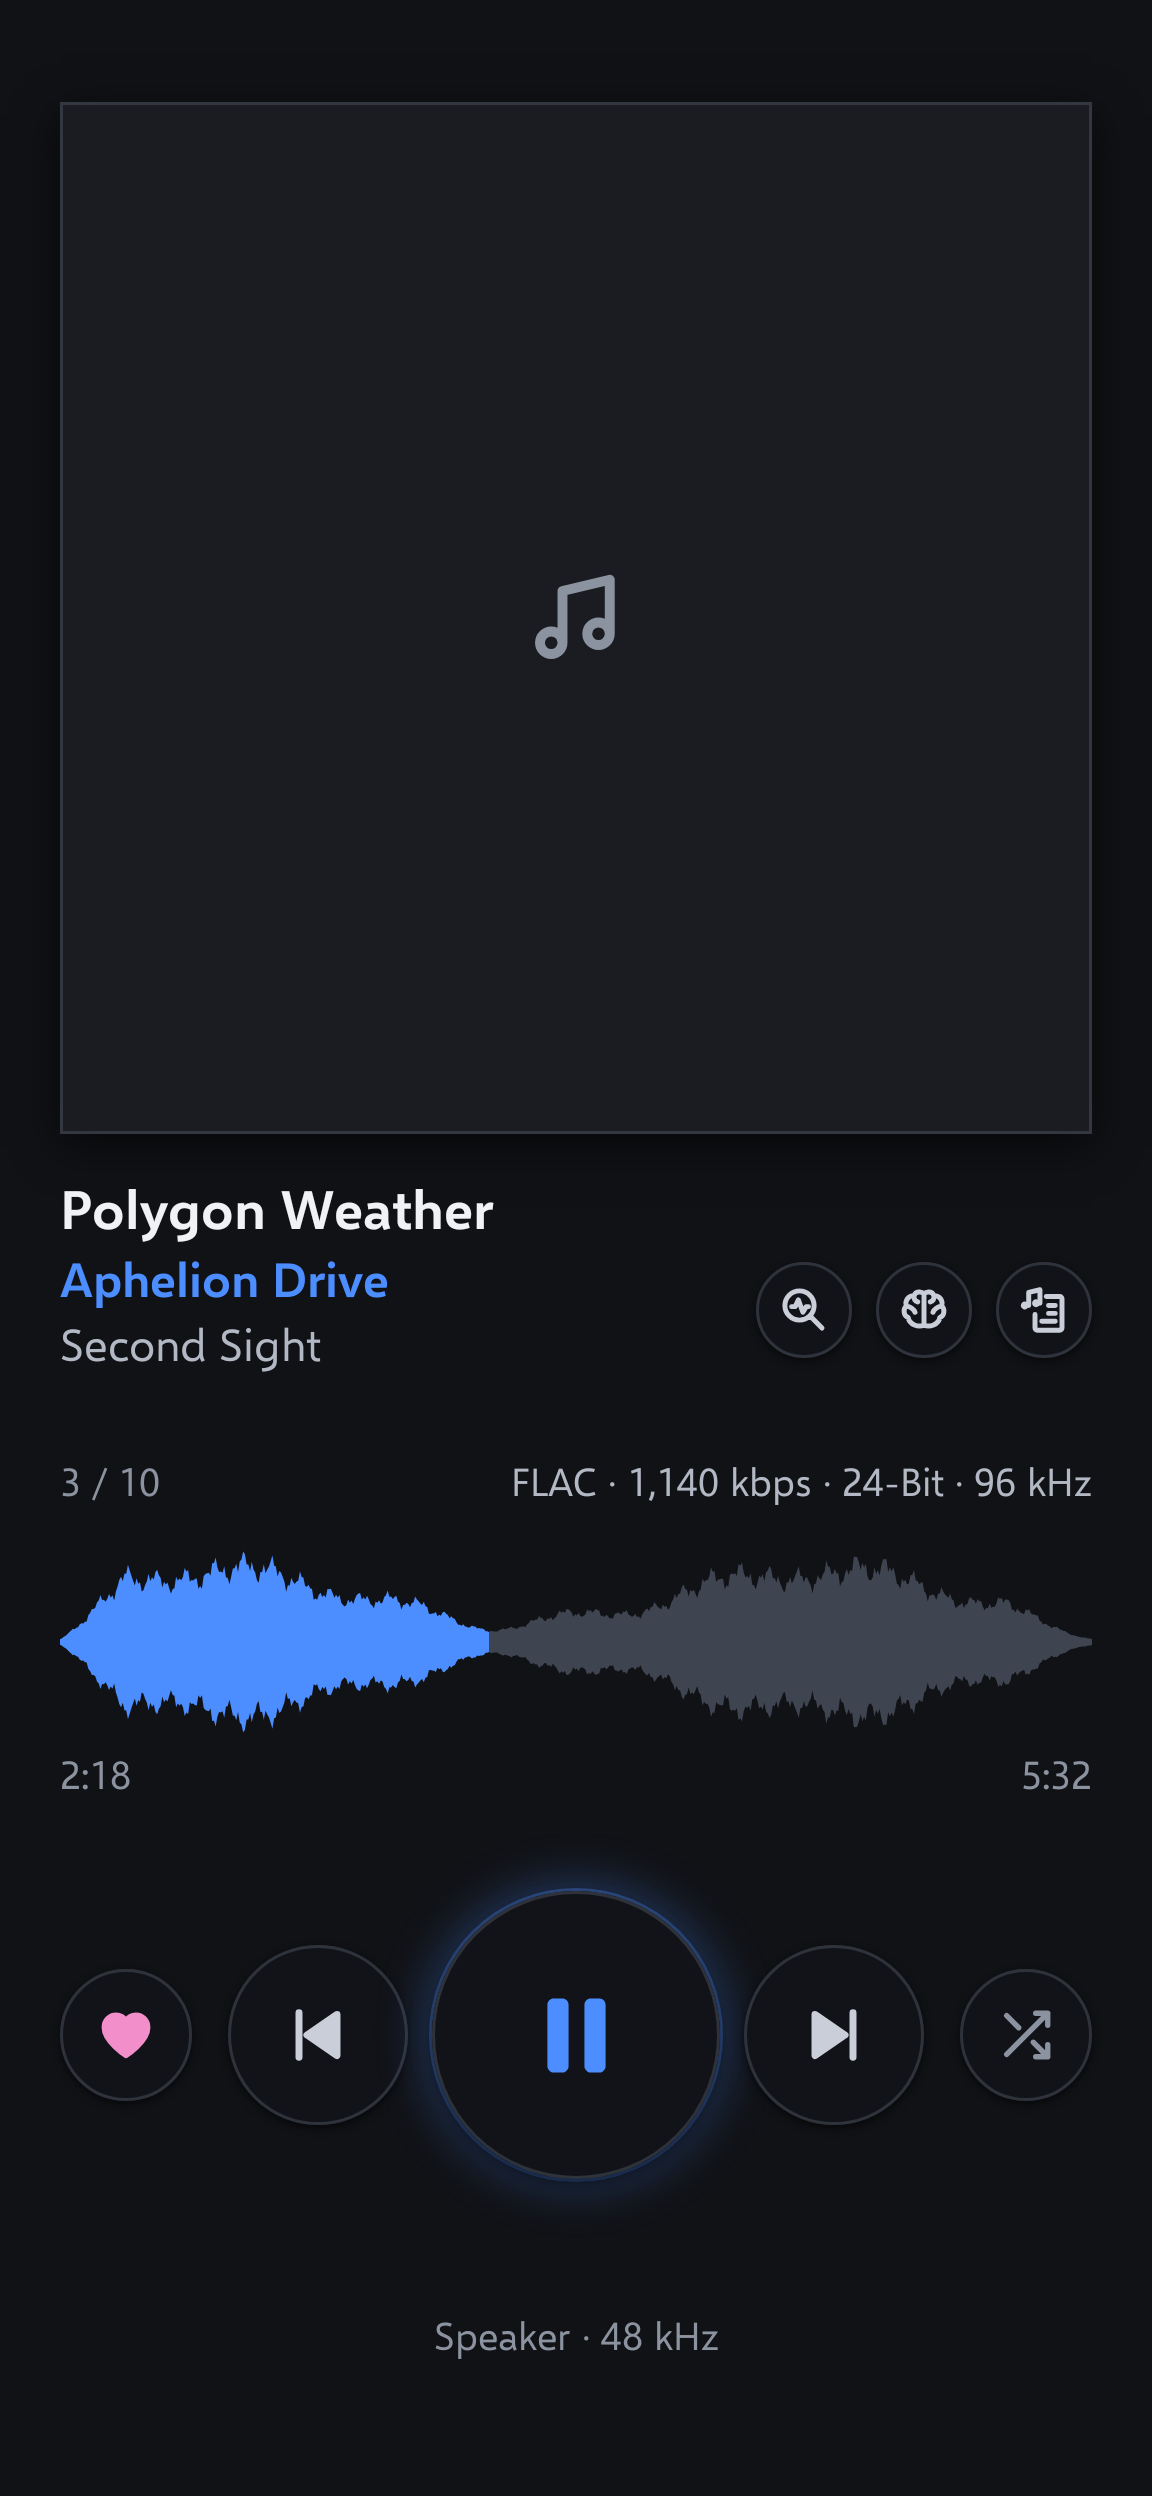 Polygon Weather
Aphelion Drive
Second Sight
3 / 10
FLAC · 1,140 kbps · 24-Bit · 96 kHz
2:18
5:32
Speaker · 48 kHz